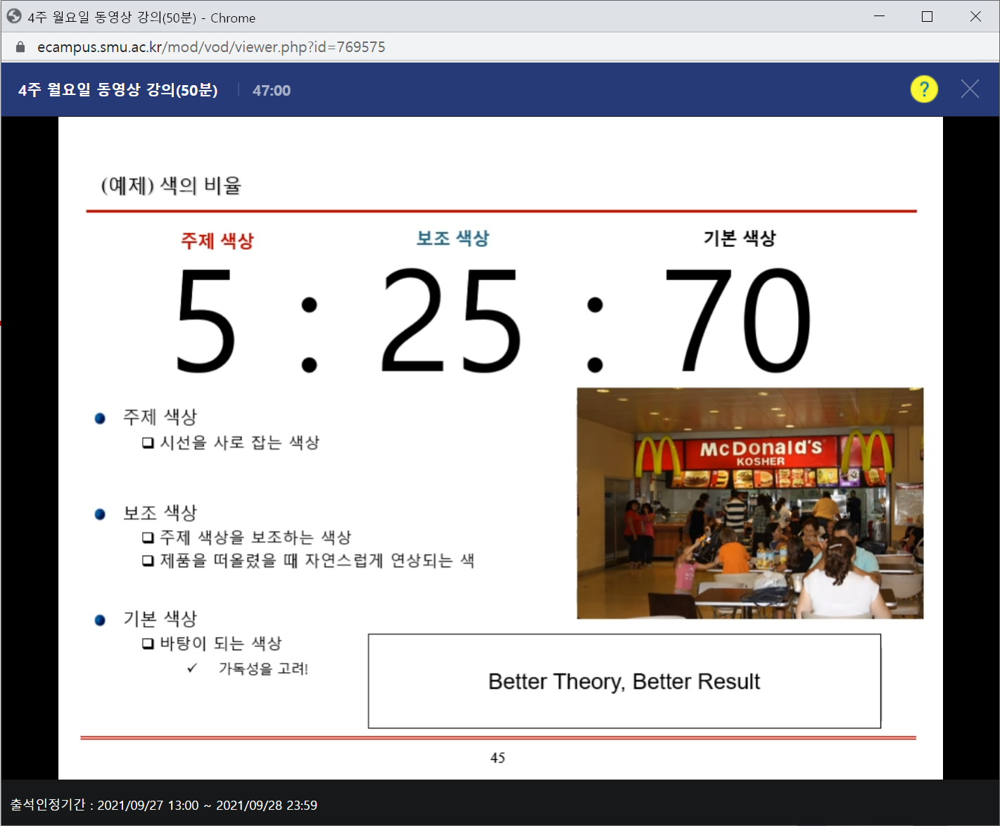 4주 월요일 동영상 강의(50분) - Chrome
ecampus.smu.ac.kr/mod/vod/viewer.php?id=769575
4주 월요일 동영상 강의(50분) 47:00
?
(예제) 색의 비율
주제 색상 보조 색상 기본 색상
5 : 25 : 70
주제 색상
시선을 사로 잡는 색상
보조 색상
주제 색상을 보조하는 색상
제품을 떠올렸을 때 자연스럽게 연상되는 색
기본 색상
바탕이 되는 색상
가독성을 고려!
McDonald's
KOSHER
Better Theory, Better Result
45
출석인정기간 : 2021/09/27 13:00 ~ 2021/09/28 23:59